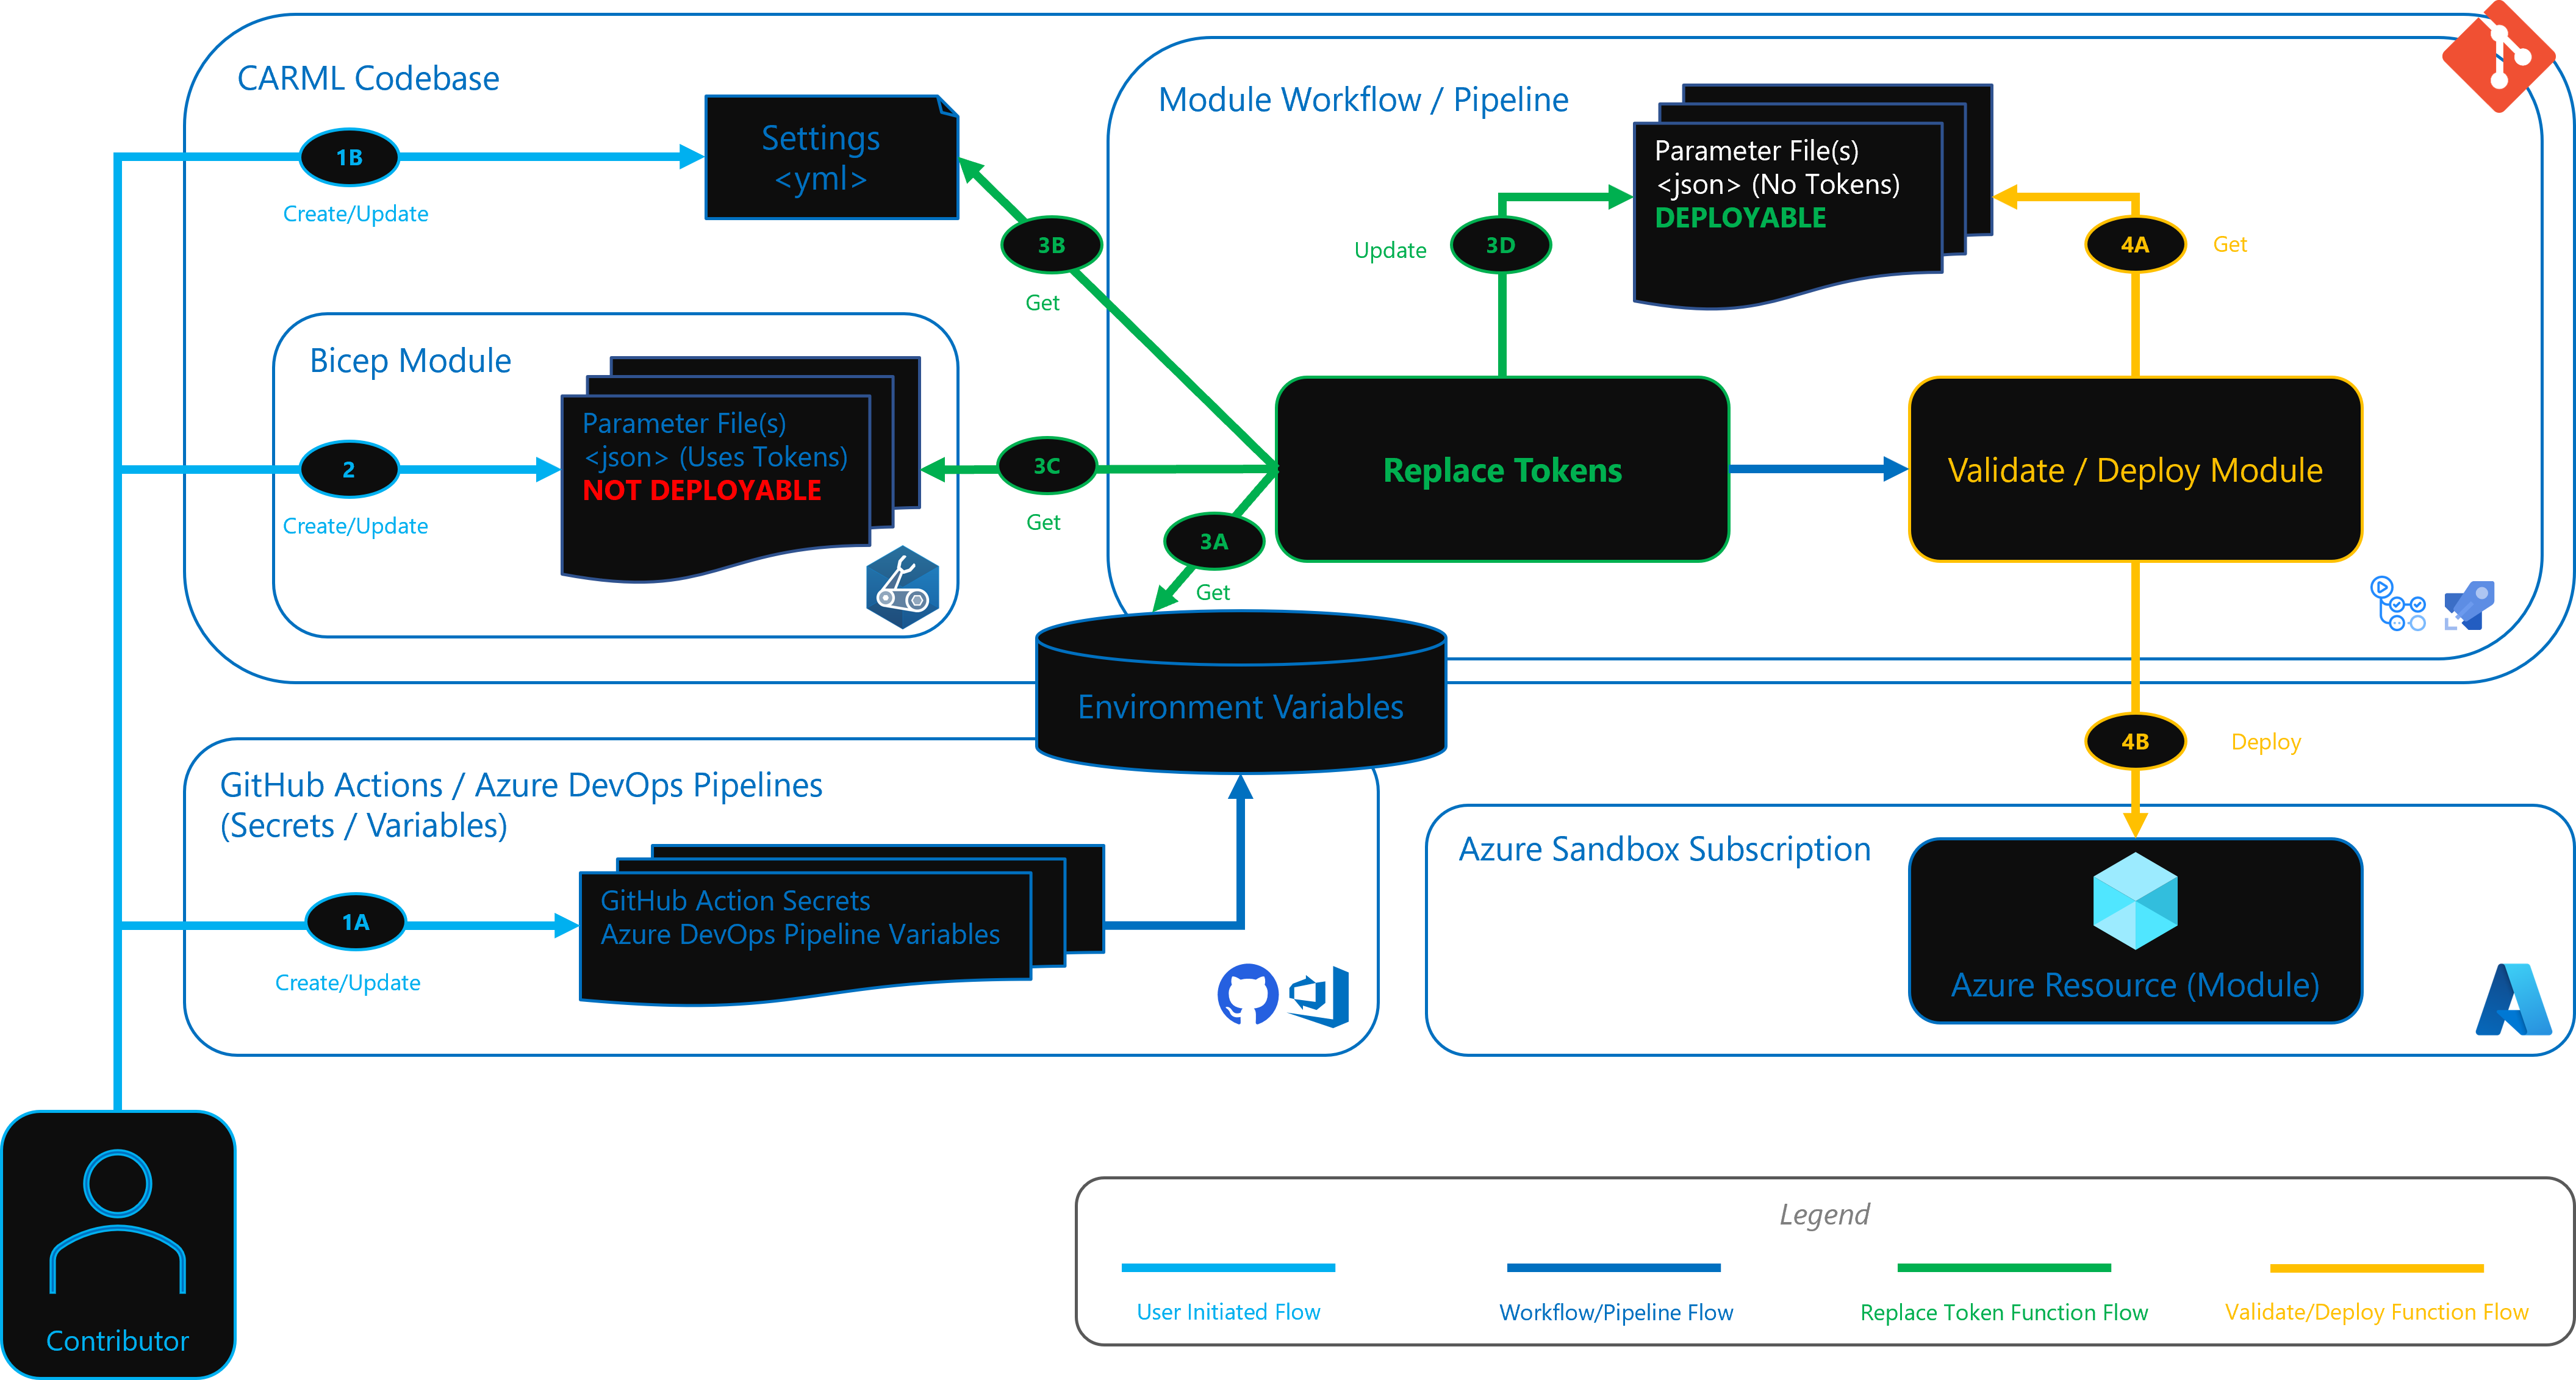 CARML Codebase
1B
Create/Update
Settings
<yml>
3B
Get
Module Workflow / Pipeline
Parameter File(s)
<json> (No Tokens)
DEPLOYABLE
Update
3D
4A
Get
Bicep Module
Parameter File(s)
<json> (Uses Tokens)
NOT DEPLOYABLE
2
Create/Update
3C
Get
3A
Get
Replace Tokens
Validate / Deploy Module
Environment Variables
4B
Deploy
GitHub Actions / Azure DevOps Pipelines
(Secrets / Variables)
GitHub Action Secrets
Azure DevOps Pipeline Variables
1A
Create/Update
Azure Sandbox Subscription
Azure Resource (Module)
Contributor
Legend
User Initiated Flow
Workflow/Pipeline Flow
Replace Token Function Flow
Validate/Deploy Function Flow